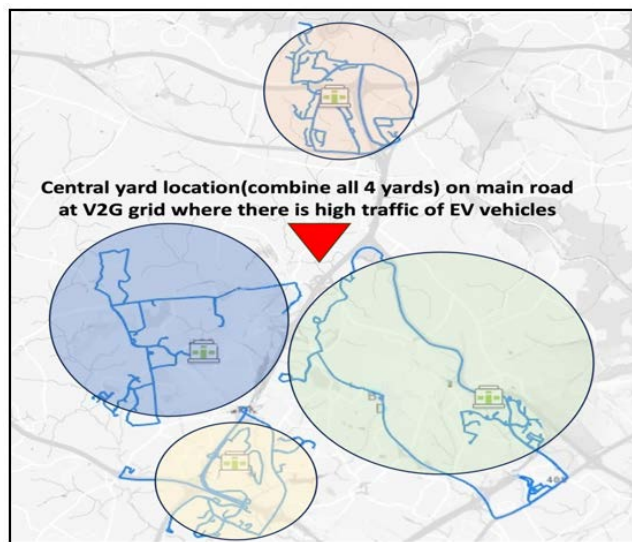 Central yard location(combine all 4 yards) on main road
at V2G grid where there is high traffic of EV vehicles